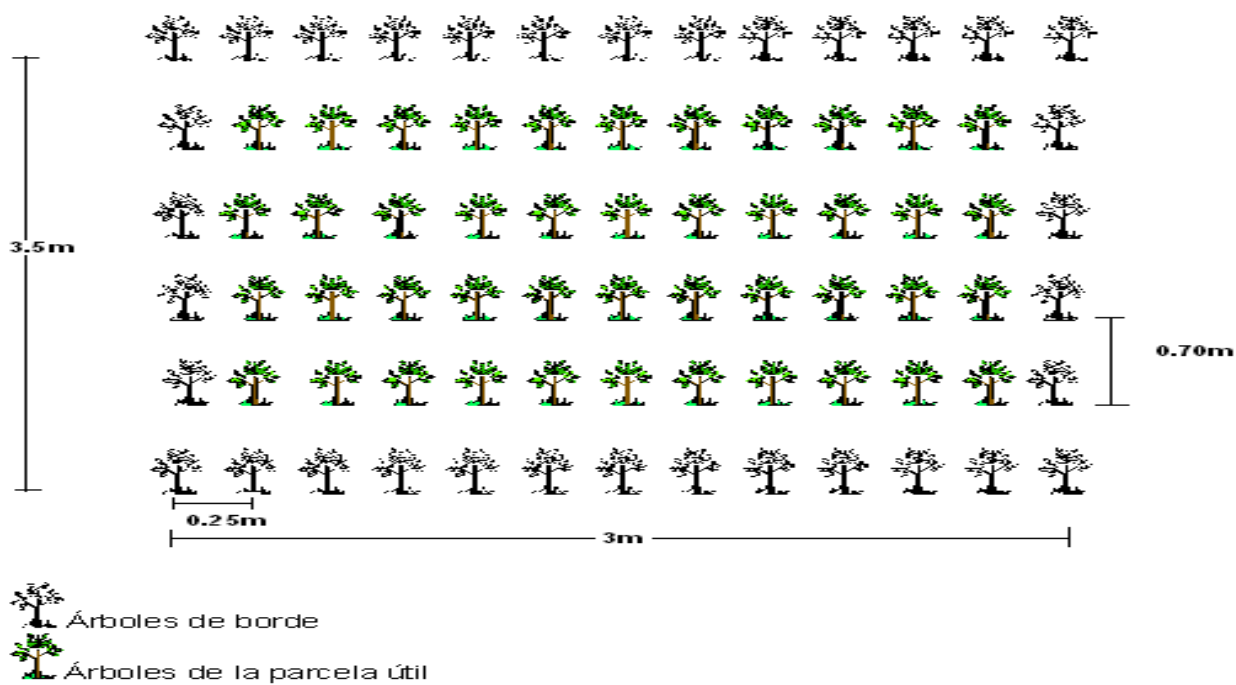 3.5m
0.70m
0.25m
3m
Árboles de borde
Árboles de la parcela útil